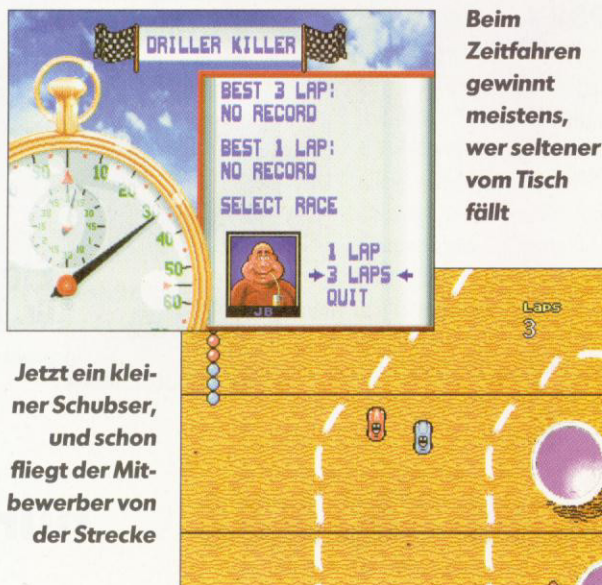 DRILLER KILLER
BEST 3 LAP:
NO RECORD
BEST 1 LAP:
NO RECORD
SELECT RACE
1 LAP
3 LAPS
QUIT
JB
Beim
Zeitfahren
gewinnt
meistens,
wer seltener
vom Tisch
fällt
Jetzt ein klei-
ner Schubser,
und schon
fliegt der Mit-
bewerber von
der Strecke
LAPS
3